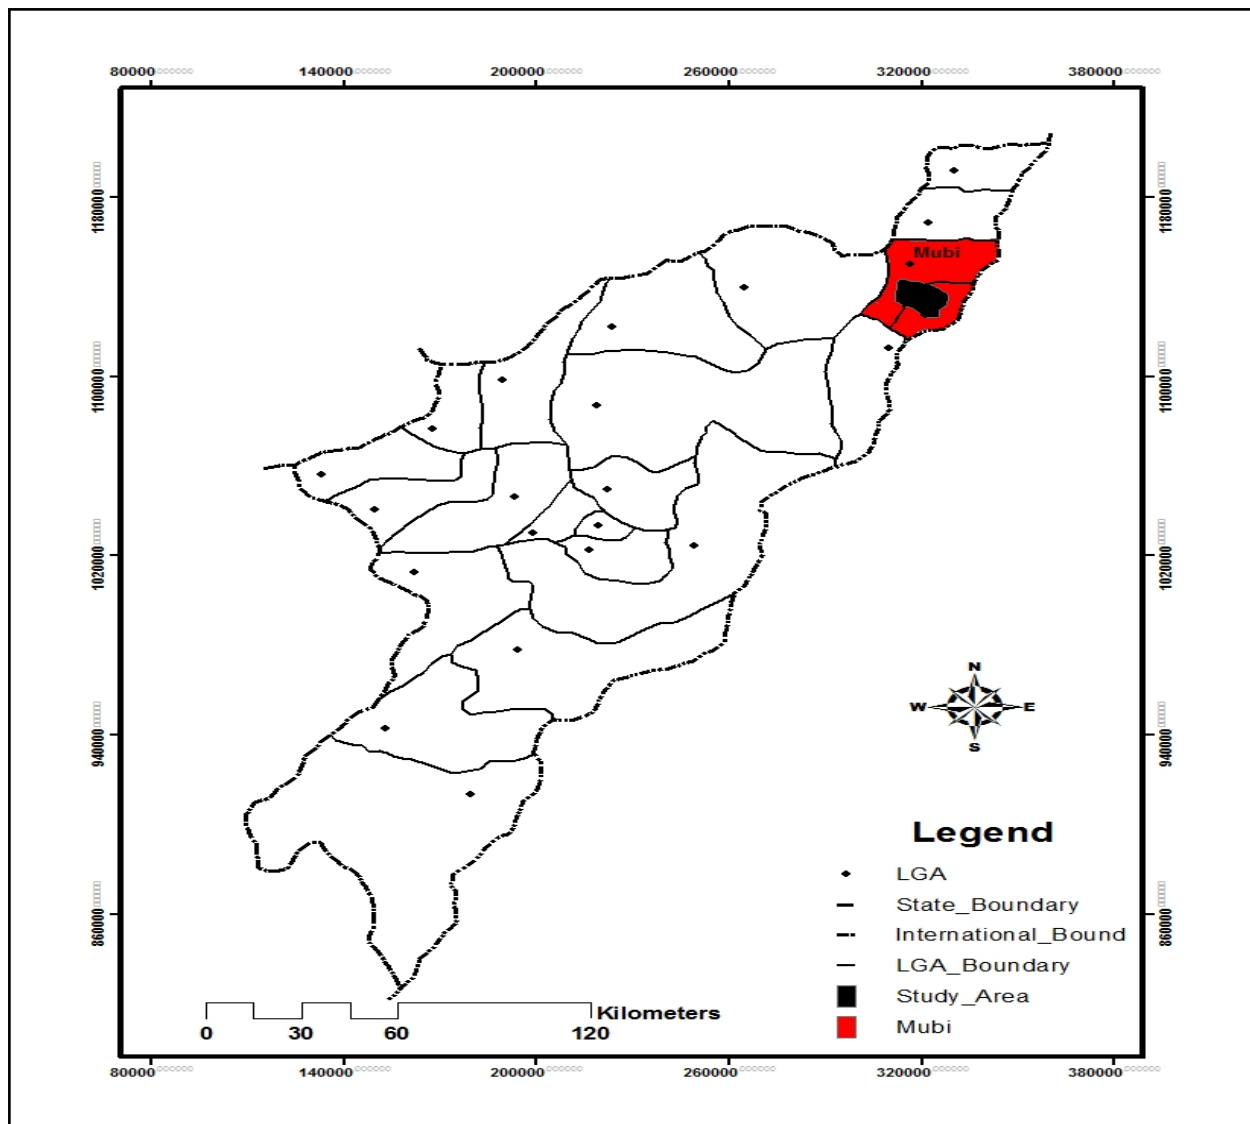 80000 140000 200000 260000 320000 380000
1180000 1180000
Mubi
1100000 1100000
1020000 1020000
N
W E
S
940000 940000
Legend
LGA
860000 860000
State_Boundary
International_Bound
LGA_Boundary
Study_Area
Mubi
Kilometers
0 30 60 120
80000 140000 200000 260000 320000 380000